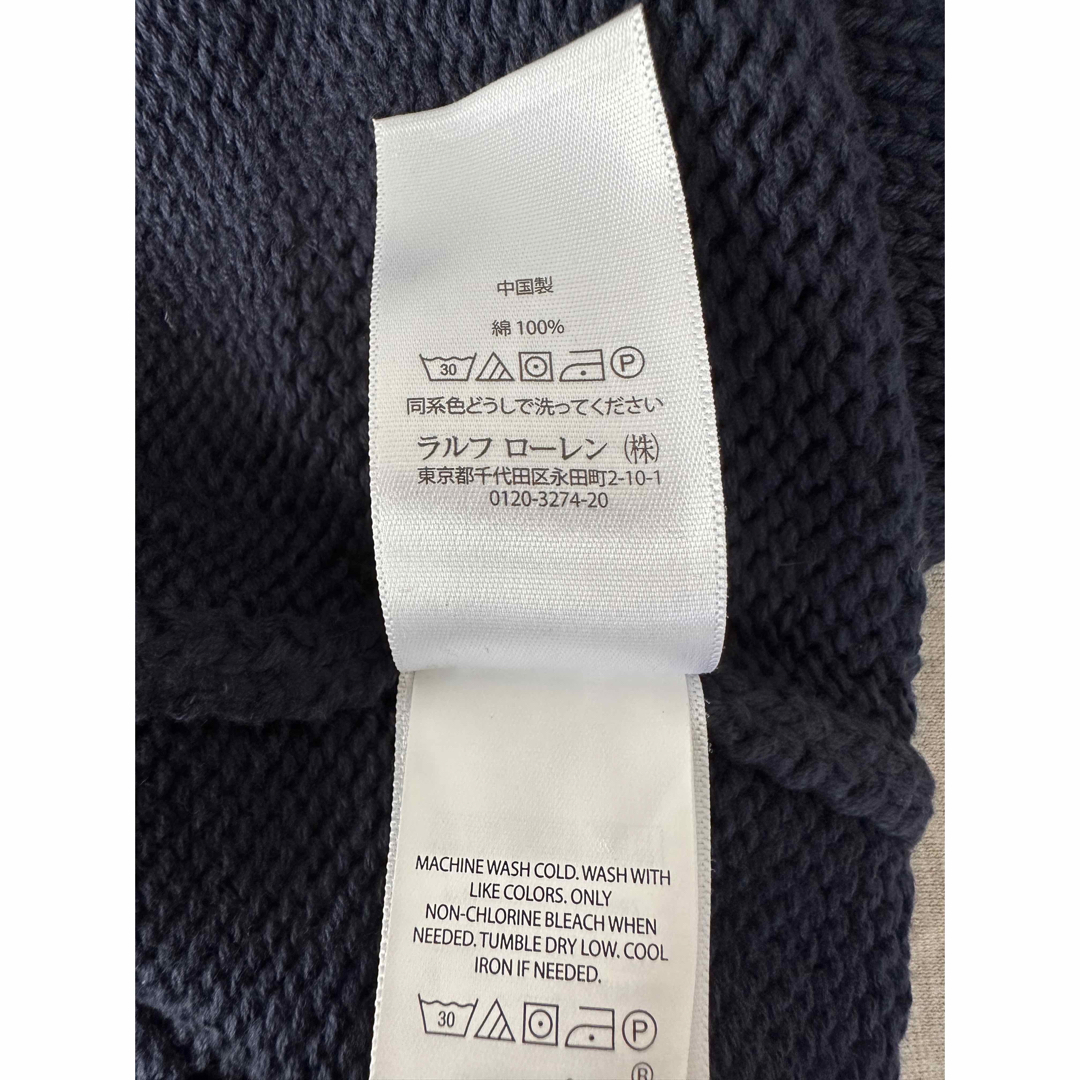 中国製
綿 100%
30 P
同系色どうしで洗ってください
ラルフ ローレン (株)
東京都千代田区永田町2-10-1
0120-3274-20
MACHINE WASH COLD. WASH WITH
LIKE COLORS. ONLY
NON-CHLORINE BLEACH WHEN
NEEDED. TUMBLE DRY LOW. COOL
IRON IF NEEDED.
30 P
®